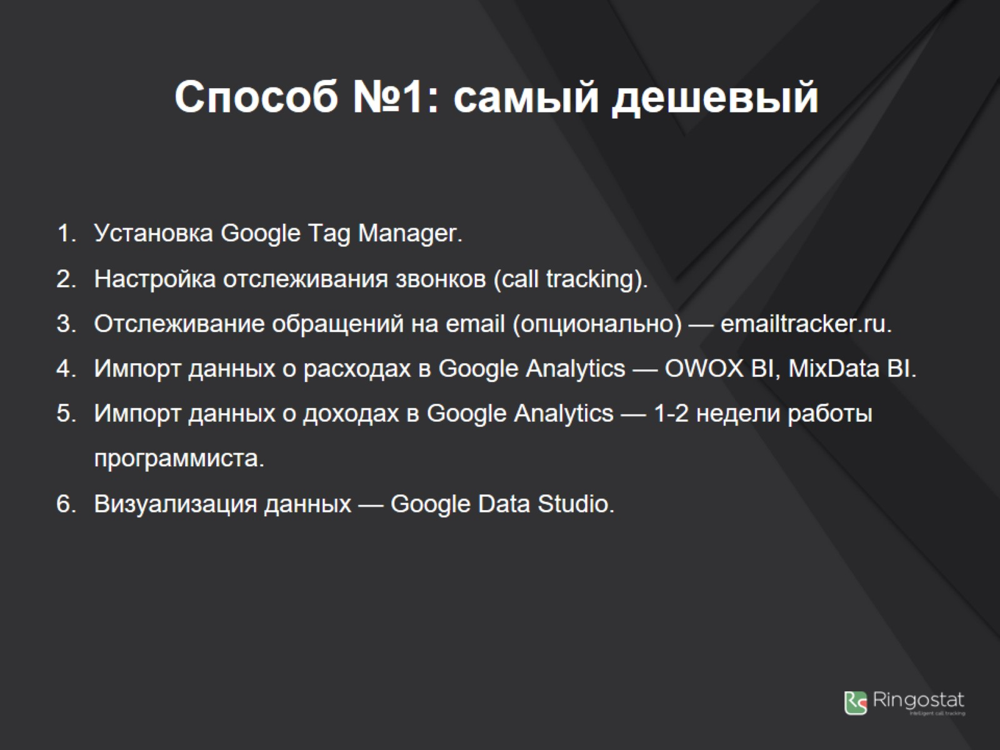 Способ №1: самый дешевый
1. Установка Google Tag Manager.
2. Настройка отслеживания звонков (call tracking).
3. Отслеживание обращений на email (опционально) — emailtracker.ru.
4. Импорт данных о расходах в Google Analytics — OWOX BI, MixData BI.
5. Импорт данных о доходах в Google Analytics — 1-2 недели работы
программиста.
6. Визуализация данных — Google Data Studio.
Rs Ringostat
intelligent call tracking